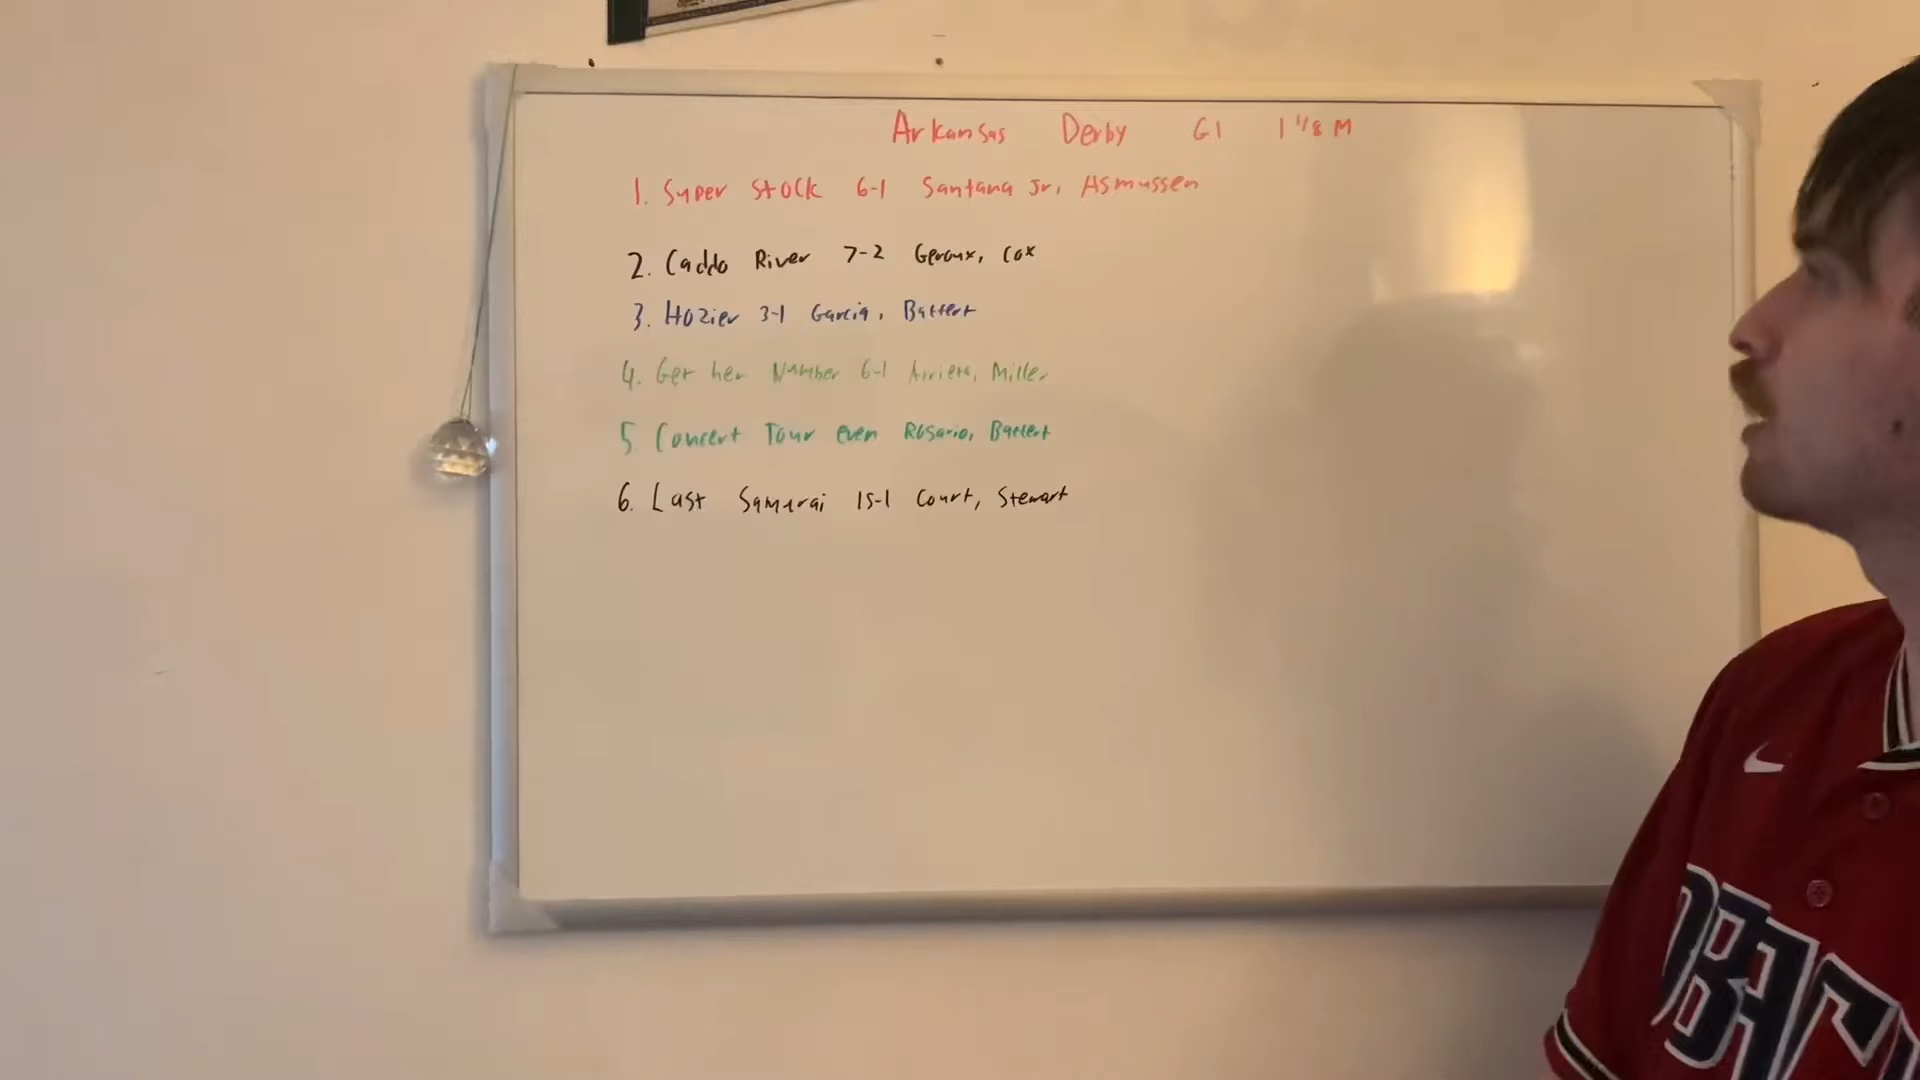 Arkansas Derby G1 1 1/8 M
1. Super Stock 6-1 Santana Jr, Asmussen
2. Caddo River 7-2 Geroux, Cox
3. Hozier 3-1 Garcia, Baffert
4. Get her Number 6-1 Arrieta, Miller
5 Concert Tour even Rosario, Baffert
6. Last Samurai 15-1 Court, Stewart